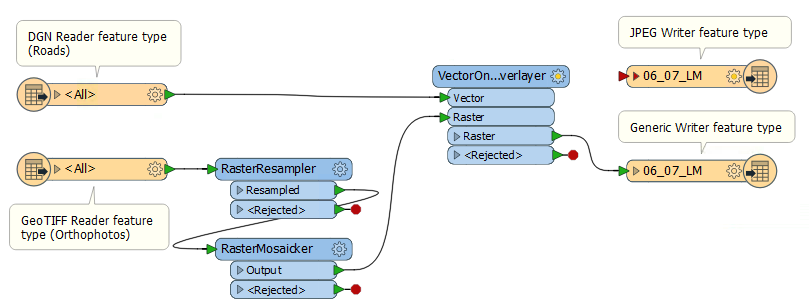 DGN Reader feature type
(Roads)
<All>
<All>
GeoTIFF Reader feature
type (Orthophotos)
RasterResampler
Resampled
<Rejected>
RasterMosaicker
Output
<Rejected>
VectorOn...verlayer
Vector
Raster
Raster
<Rejected>
JPEG Writer feature type
06_07_LM
Generic Writer feature type
06_07_LM